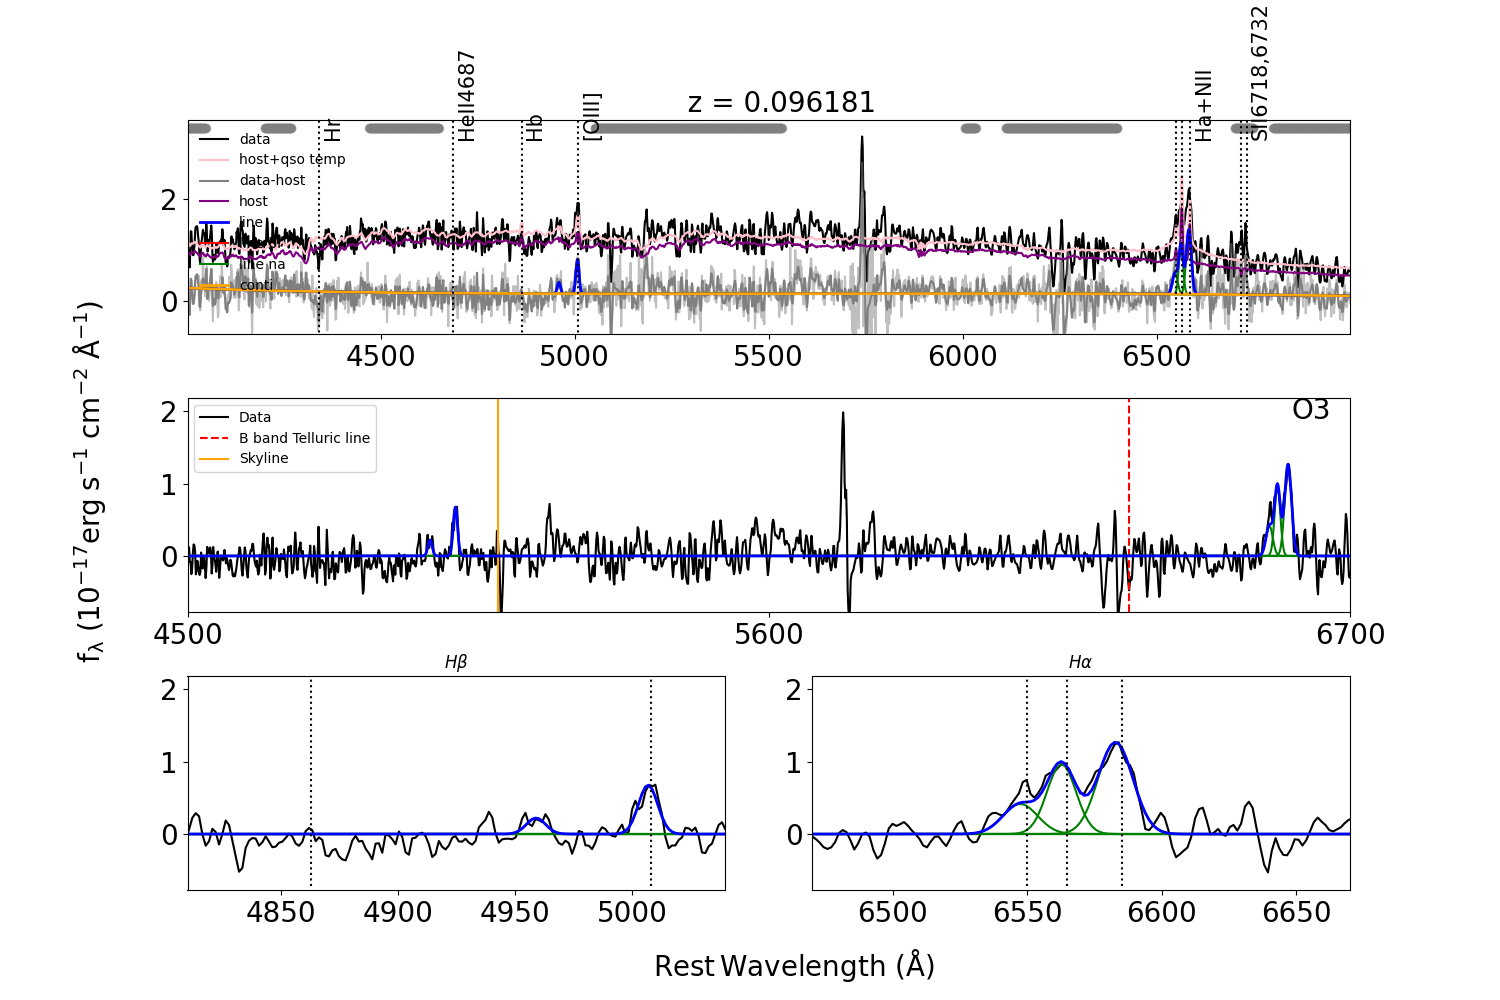 z = 0.096181
Hr
HeII4687
Hb
[OIII]
Ha+NII
SII6718,6732
data
host+qso temp
data-host
host
line
line na
conti
2
0
4500 5000 5500 6000 6500
O3
Data
B band Telluric line
Skyline
2
1
0
4500 5600 6700
fλ (10⁻¹⁷erg s⁻¹ cm⁻² Å⁻¹)
Hβ
2
1
0
4850 4900 4950 5000
Hα
2
1
0
6500 6550 6600 6650
Rest Wavelength (Å)